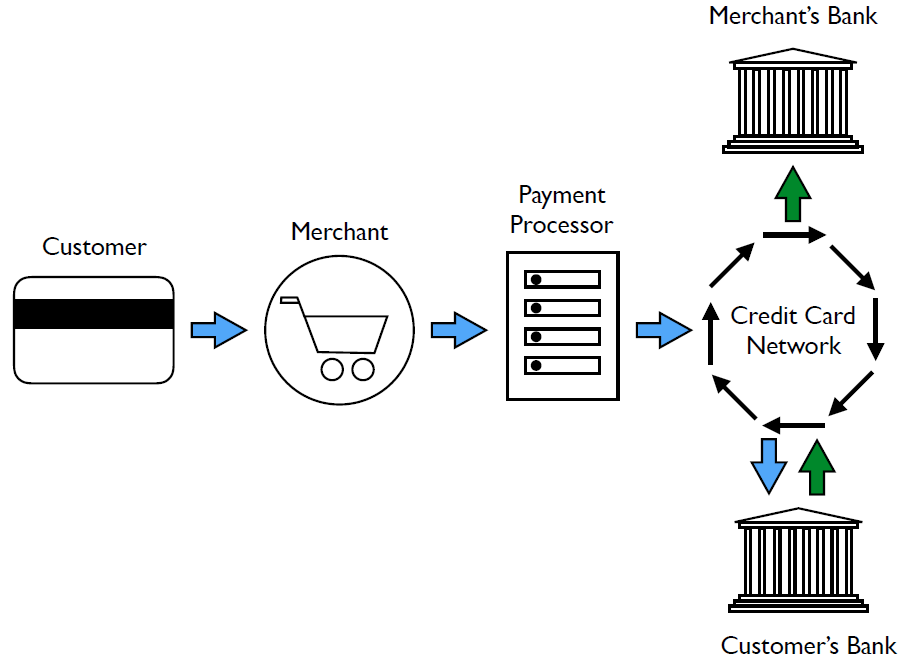 Merchant's Bank
Payment
Processor
Merchant
Customer
Credit Card
Network
Customer's Bank